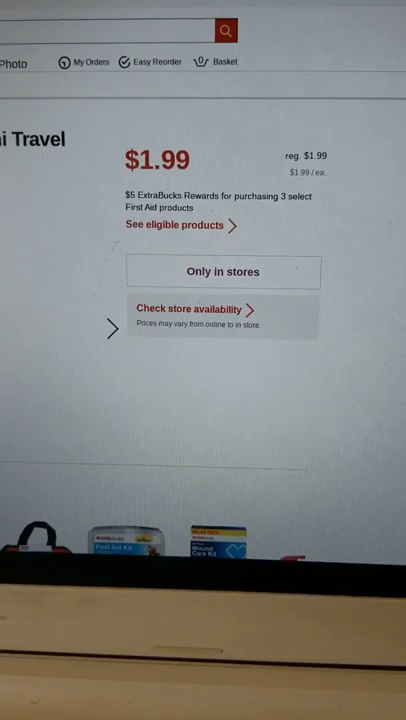 Photo My Orders Easy Reorder Basket
i Travel
$1.99
reg. $1.99
$1.99 / ea.
$5 ExtraBucks Rewards for purchasing 3 select
First Aid products
See eligible products
Only in stores
Check store availability
Prices may vary from online to in store.
First Aid Kit
Wound
Care Kit